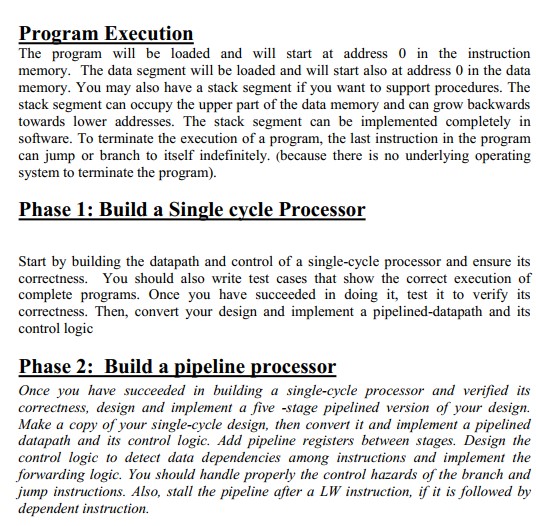 Program Execution
The program will be loaded and will start at address 0 in the instruction
memory. The data segment will be loaded and will start also at address 0 in the data
memory. You may also have a stack segment if you want to support procedures. The
stack segment can occupy the upper part of the data memory and can grow backwards
towards lower addresses. The stack segment can be implemented completely in
software. To terminate the execution of a program, the last instruction in the program
can jump or branch to itself indefinitely. (because there is no underlying operating
system to terminate the program).
Phase 1: Build a Single cycle Processor
Start by building the datapath and control of a single-cycle processor and ensure its
correctness. You should also write test cases that show the correct execution of
complete programs. Once you have succeeded in doing it, test it to verify its
correctness. Then, convert your design and implement a pipelined-datapath and its
control logic
Phase 2: Build a pipeline processor
Once you have succeeded in building a single-cycle processor and verified its
correctness, design and implement a five -stage pipelined version of your design.
Make a copy of your single-cycle design, then convert it and implement a pipelined
datapath and its control logic. Add pipeline registers between stages. Design the
control logic to detect data dependencies among instructions and implement the
forwarding logic. You should handle properly the control hazards of the branch and
jump instructions. Also, stall the pipeline after a LW instruction, if it is followed by
dependent instruction.